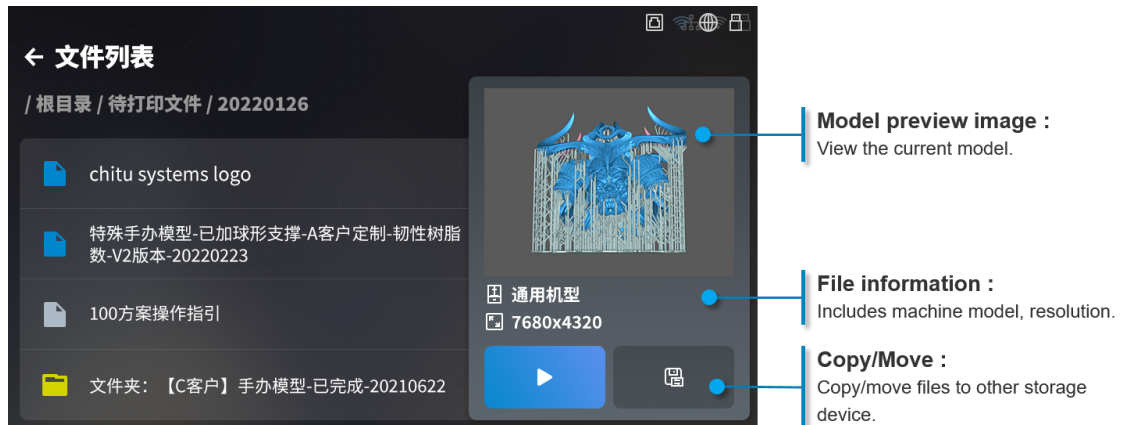 文件列表
/ 根目录 / 待打印文件 / 20220126
chitu systems logo
特殊手办模型-已加球形支撑-A客户定制-韧性树脂
数-V2版本-20220223
100方案操作指引
文件夹：【C客户】手办模型-已完成-20210622
通用机型
7680x4320
Model preview image :
View the current model.
File information :
Includes machine model, resolution.
Copy/Move :
Copy/move files to other storage
device.